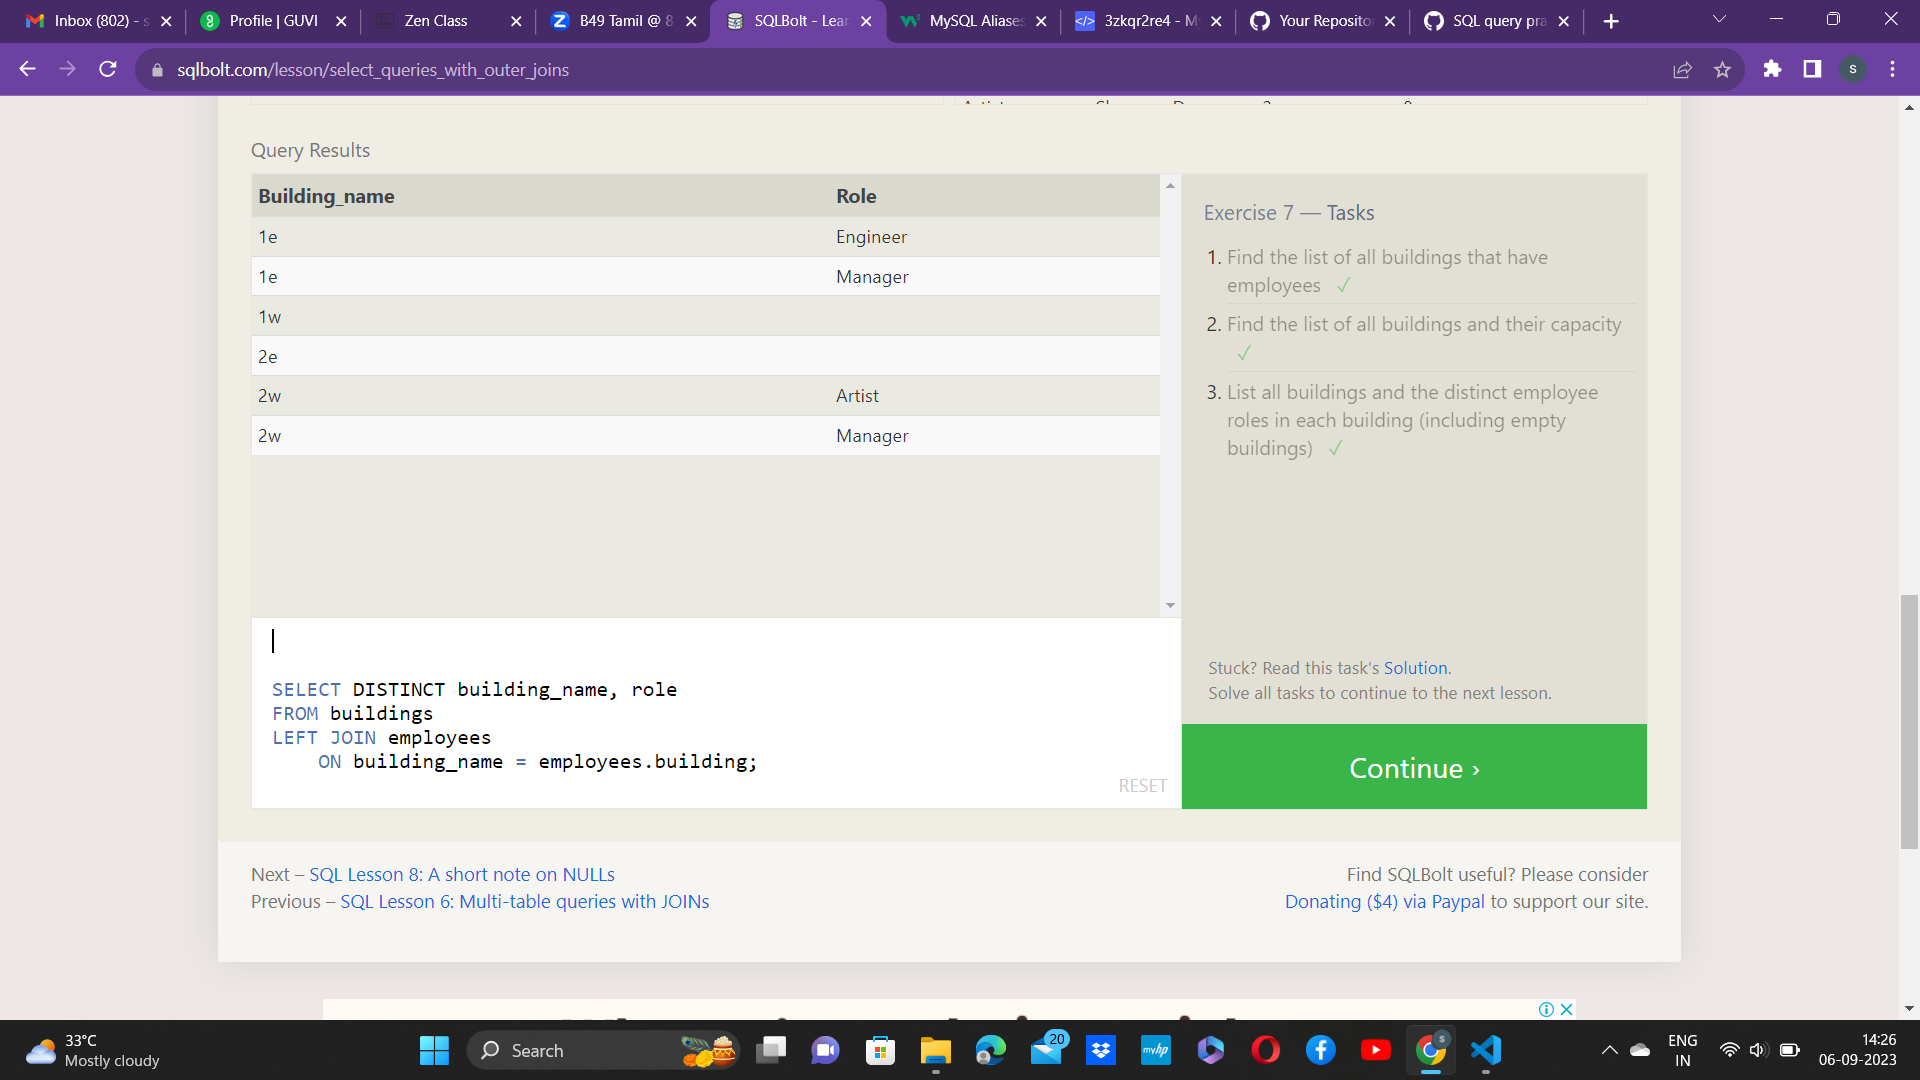 Inbox (802) - s
Profile | GUVI
Zen Class
B49 Tamil @ 8
SQLBolt - Lear
MySQL Aliases
3zkqr2re4 - M
Your Reposito
SQL query pra
sqlbolt.com/lesson/select_queries_with_outer_joins
S
Query Results
Building_name Role
1e Engineer
1e Manager
1w
2e
2w Artist
2w Manager
Exercise 7 — Tasks
1. Find the list of all buildings that have
employees ✓
2. Find the list of all buildings and their capacity
✓
3. List all buildings and the distinct employee
roles in each building (including empty
buildings) ✓
SELECT DISTINCT building_name, role
FROM buildings
LEFT JOIN employees
ON building_name = employees.building;
RESET
Stuck? Read this task's Solution.
Solve all tasks to continue to the next lesson.
Continue ›
Next – SQL Lesson 8: A short note on NULLs
Previous – SQL Lesson 6: Multi-table queries with JOINs
Find SQLBolt useful? Please consider
Donating ($4) via Paypal to support our site.
33°C
Mostly cloudy
Search
20
myhp
S
ENG
IN
14:26
06-09-2023